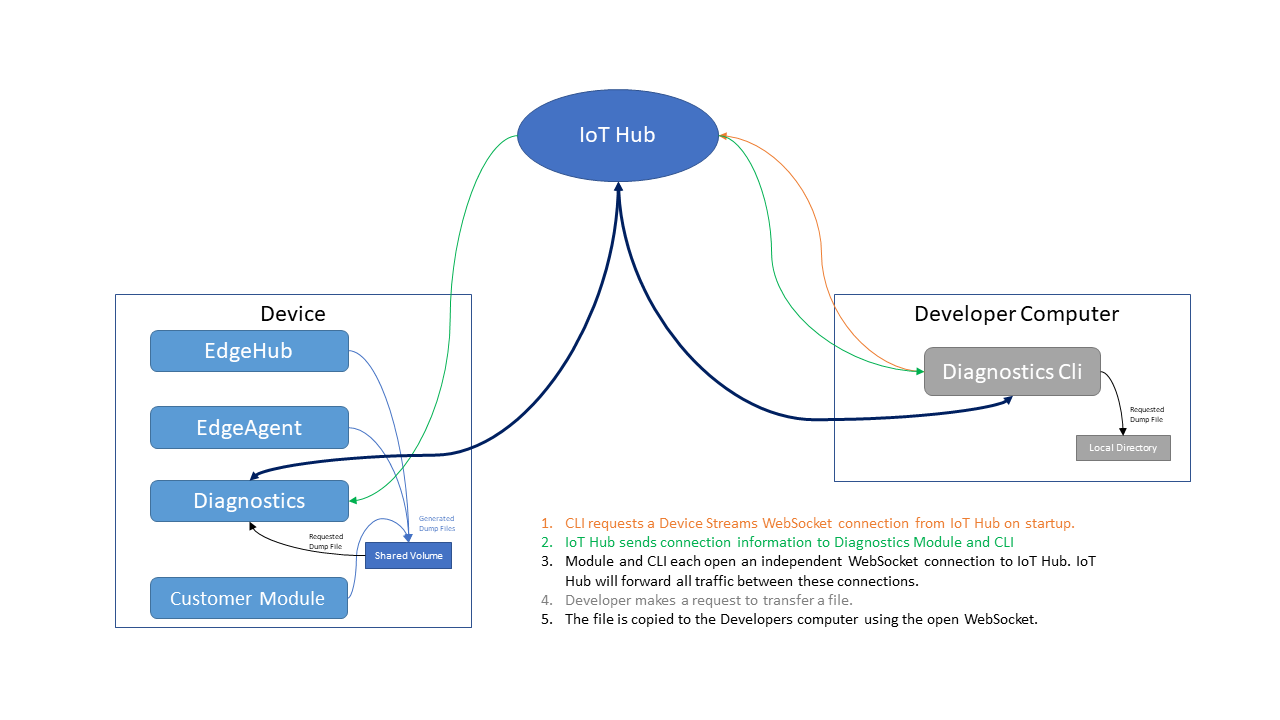 IoT Hub
Device
EdgeHub
EdgeAgent
Diagnostics
Generated
Dump Files
Requested
Dump File
Shared Volume
Customer Module
Developer Computer
Diagnostics Cli
Requested
Dump File
Local Directory
1. CLI requests a Device Streams WebSocket connection from IoT Hub on startup.
2. IoT Hub sends connection information to Diagnostics Module and CLI
3. Module and CLI each open an independent WebSocket connection to IoT Hub. IoT
Hub will forward all traffic between these connections.
4. Developer makes a request to transfer a file.
5. The file is copied to the Developers computer using the open WebSocket.